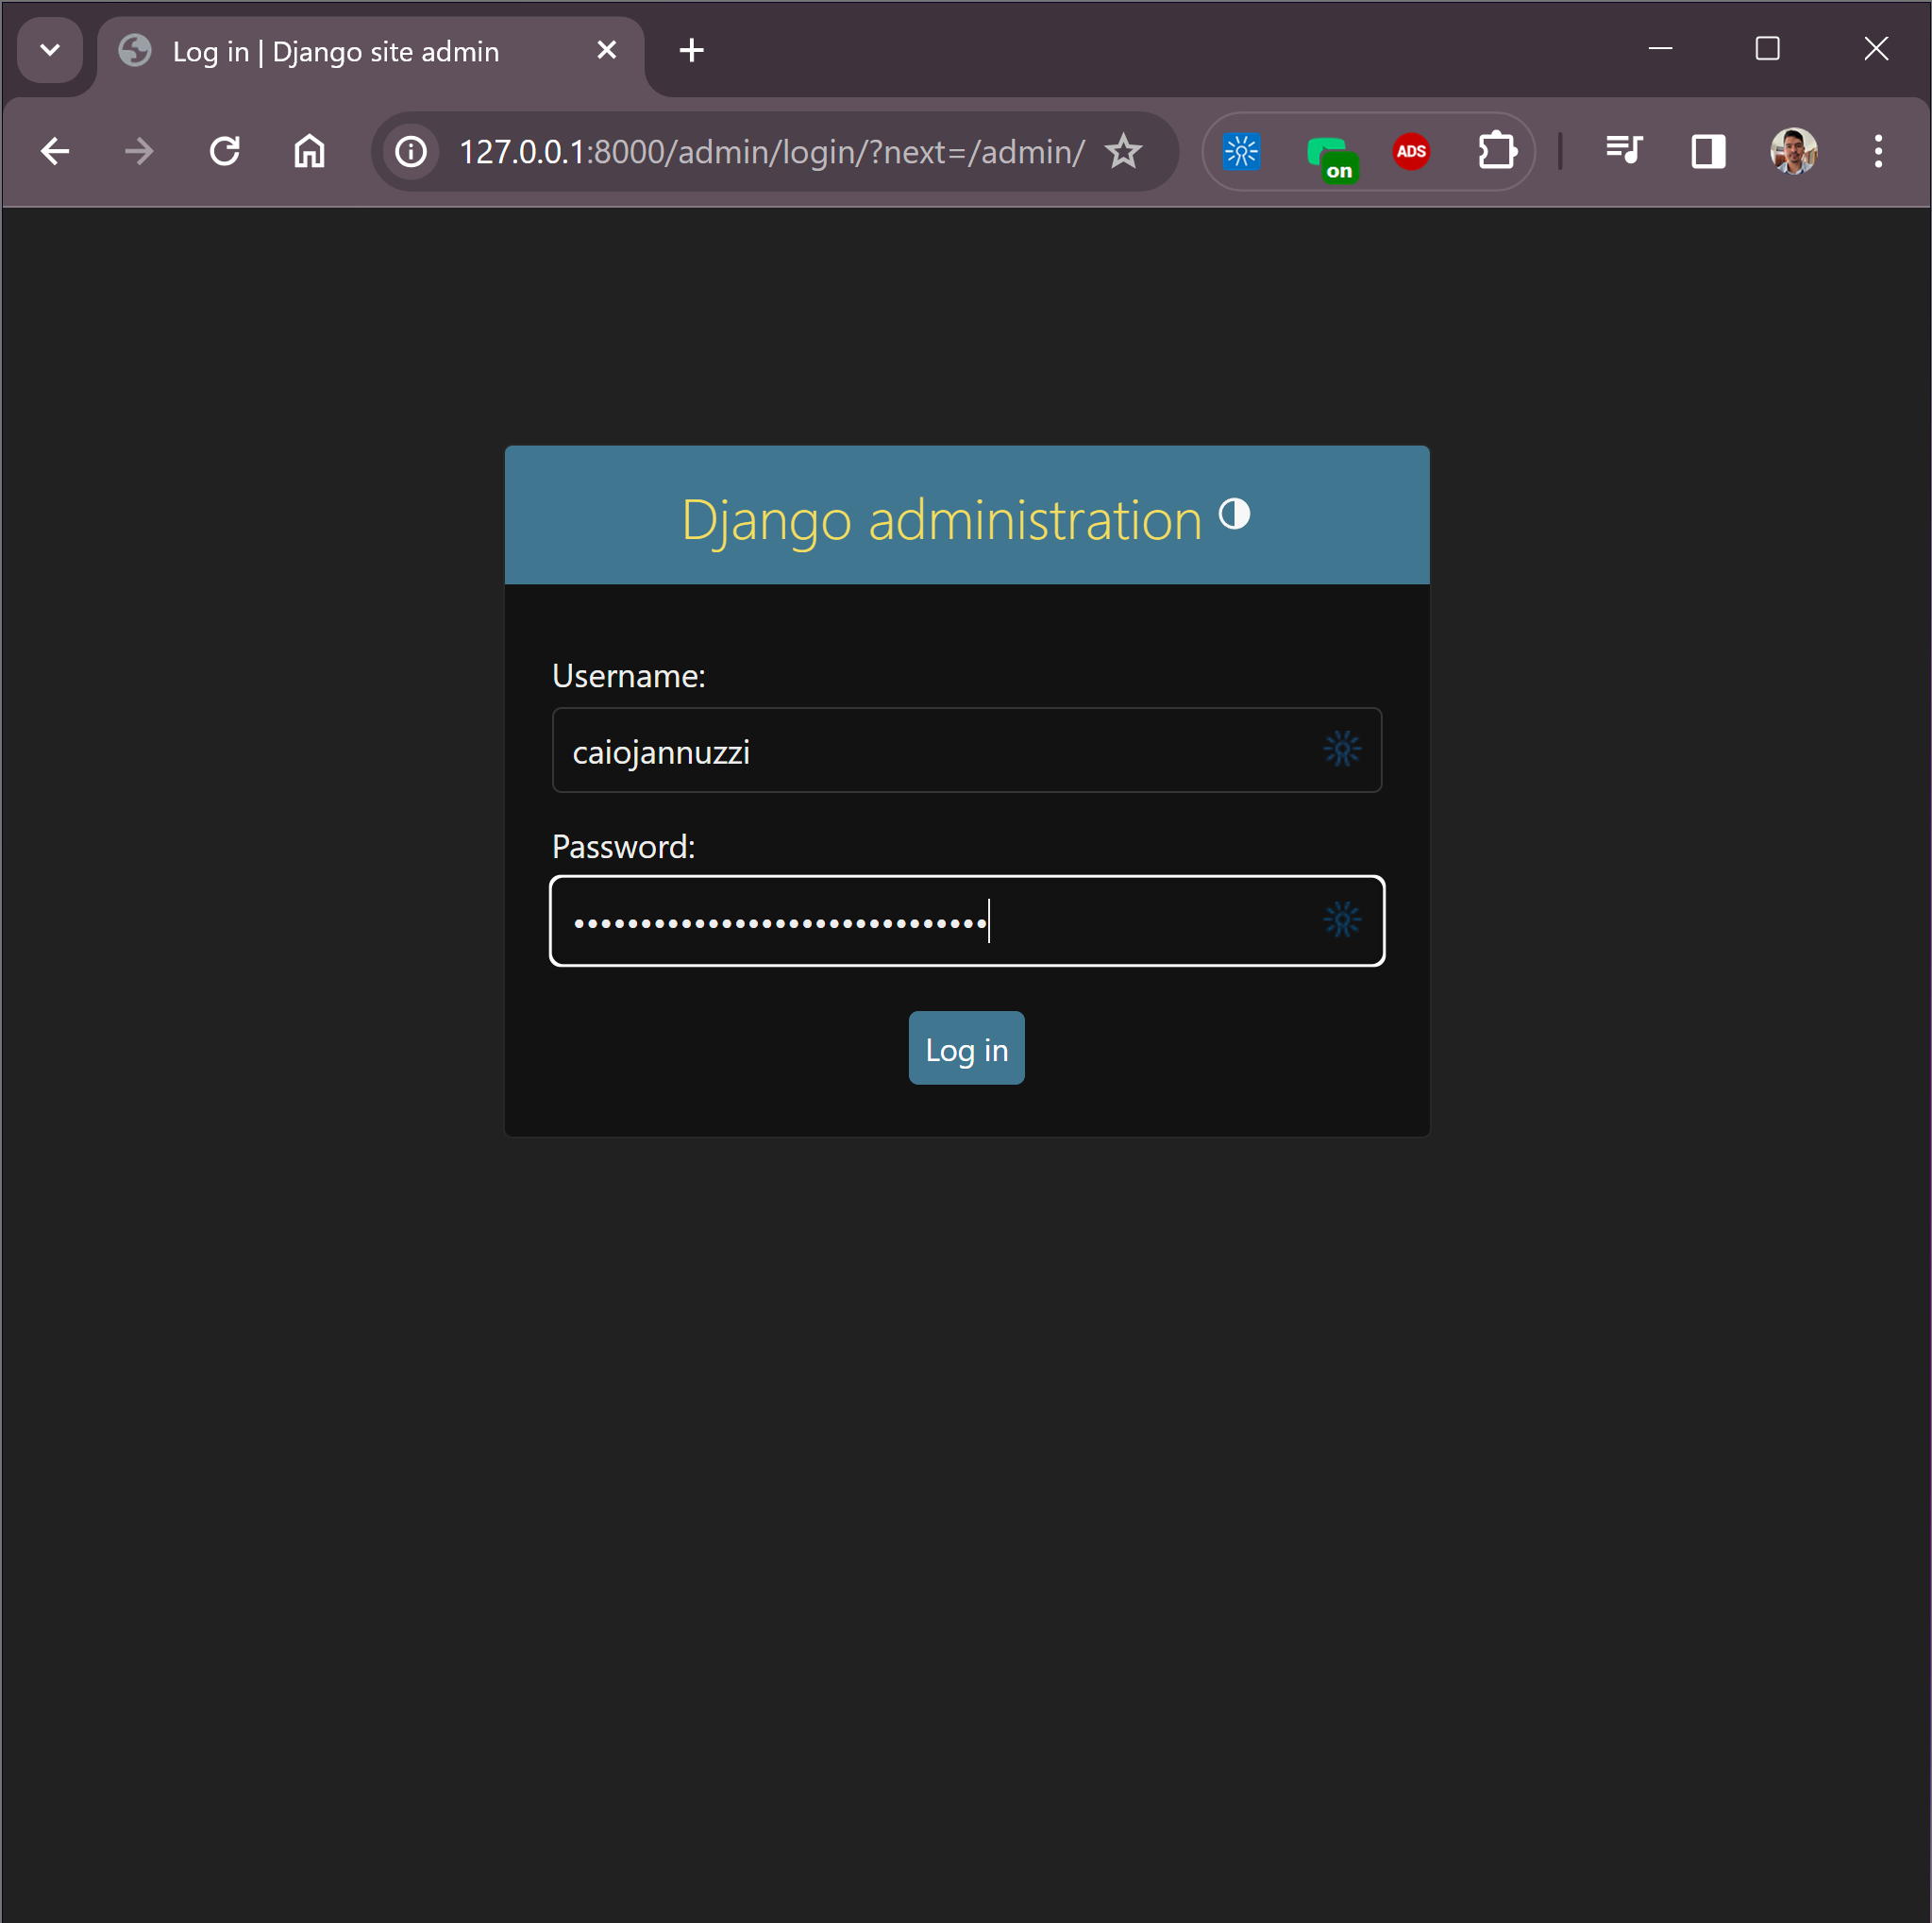 Log in | Django site admin
127.0.0.1:8000/admin/login/?next=/admin/
on
ADS
Django administration
Username:
caiojannuzzi
Password:
•••••••••••••••••••••••••••••••
Log in